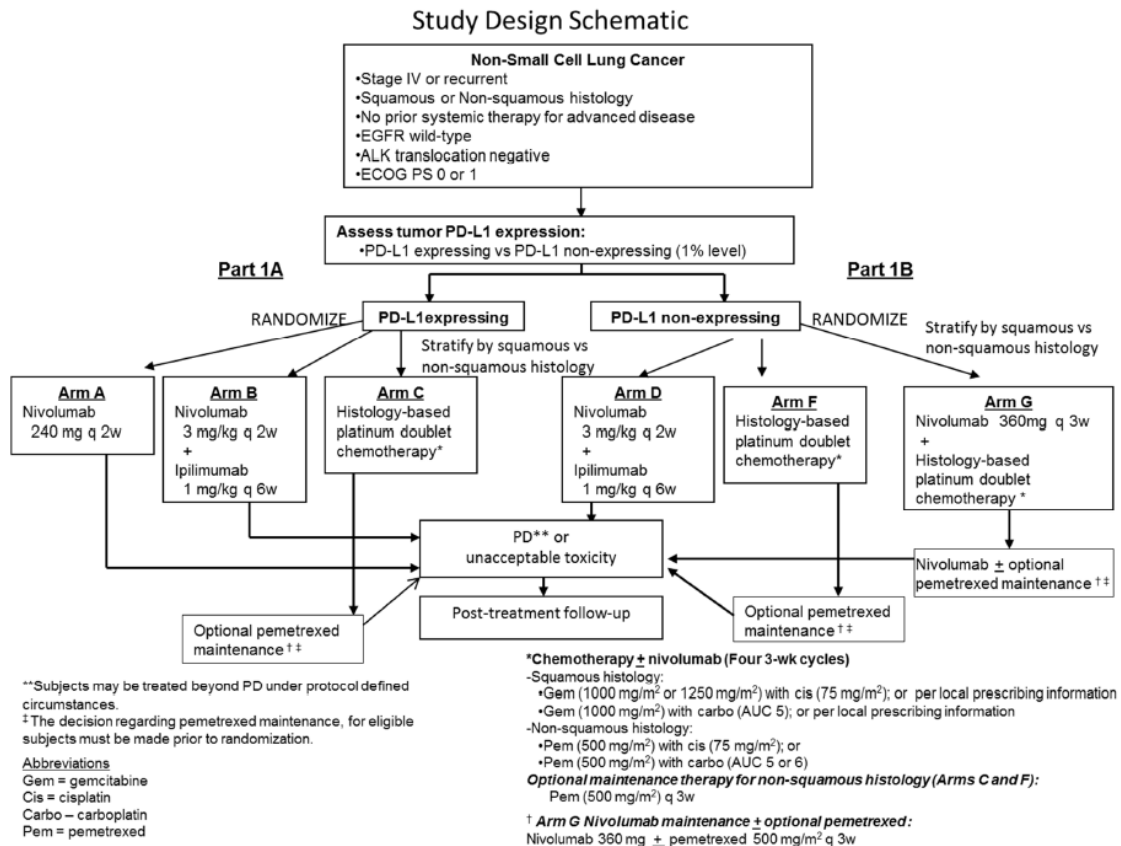 Study Design Schematic
Non-Small Cell Lung Cancer
•Stage IV or recurrent
•Squamous or Non-squamous histology
•No prior systemic therapy for advanced disease
•EGFR wild-type
•ALK translocation negative
•ECOG PS 0 or 1
Assess tumor PD-L1 expression:
•PD-L1 expressing vs PD-L1 non-expressing (1% level)
Part 1A
Part 1B
RANDOMIZE
PD-L1expressing
PD-L1 non-expressing
RANDOMIZE
Stratify by squamous vs
non-squamous histology
Stratify by squamous vs
non-squamous histology
Arm A
Nivolumab
240 mg q 2w
Arm B
Nivolumab
3 mg/kg q 2w
+
Ipilimumab
1 mg/kg q 6w
Arm C
Histology-based
platinum doublet
chemotherapy*
Arm D
Nivolumab
3 mg/kg q 2w
+
Ipilimumab
1 mg/kg q 6w
Arm F
Histology-based
platinum doublet
chemotherapy*
Arm G
Nivolumab 360mg q 3w
+
Histology-based
platinum doublet
chemotherapy *
PD** or
unacceptable toxicity
Nivolumab ± optional
pemetrexed maintenance †‡
Post-treatment follow-up
Optional pemetrexed
maintenance †‡
Optional pemetrexed
maintenance †‡
**Subjects may be treated beyond PD under protocol defined
circumstances.
‡ The decision regarding pemetrexed maintenance, for eligible
subjects must be made prior to randomization.
Abbreviations
Gem = gemcitabine
Cis = cisplatin
Carbo – carboplatin
Pem = pemetrexed
*Chemotherapy ± nivolumab (Four 3-wk cycles)
-Squamous histology:
•Gem (1000 mg/m² or 1250 mg/m²) with cis (75 mg/m²); or per local prescribing information
•Gem (1000 mg/m²) with carbo (AUC 5); or per local prescribing information
-Non-squamous histology:
•Pem (500 mg/m²) with cis (75 mg/m²); or
•Pem (500 mg/m²) with carbo (AUC 5 or 6)
Optional maintenance therapy for non-squamous histology (Arms C and F):
Pem (500 mg/m²) q 3w
† Arm G Nivolumab maintenance ± optional pemetrexed:
Nivolumab 360 mg ± pemetrexed 500 mg/m² q 3w